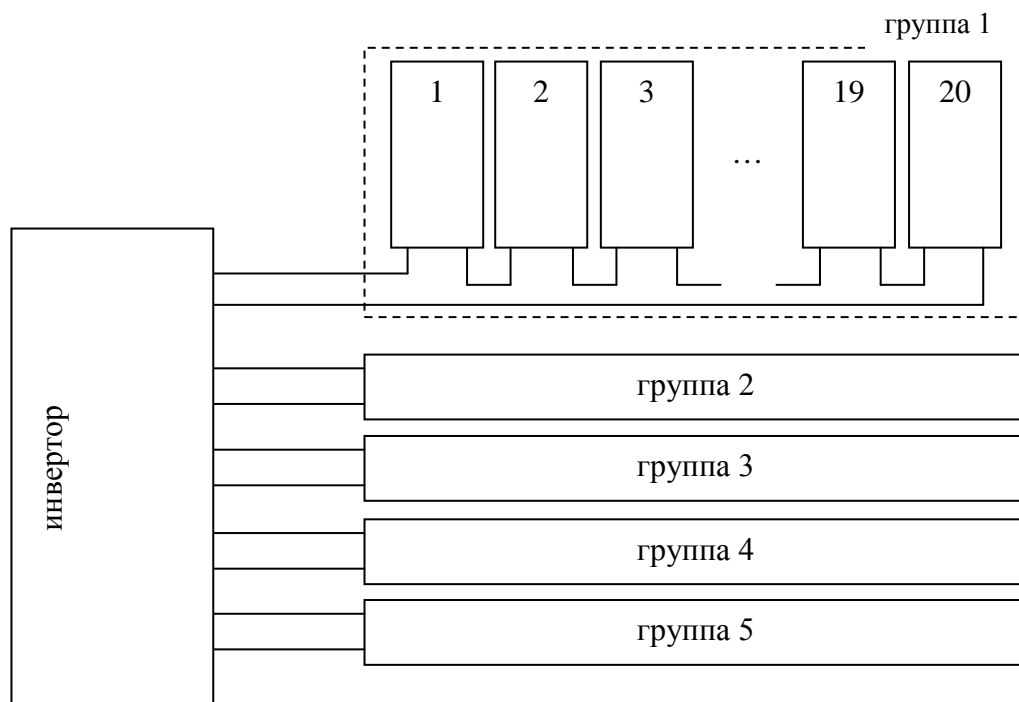 группа 1
1 2 3 … 19 20
инвертор
группа 2
группа 3
группа 4
группа 5